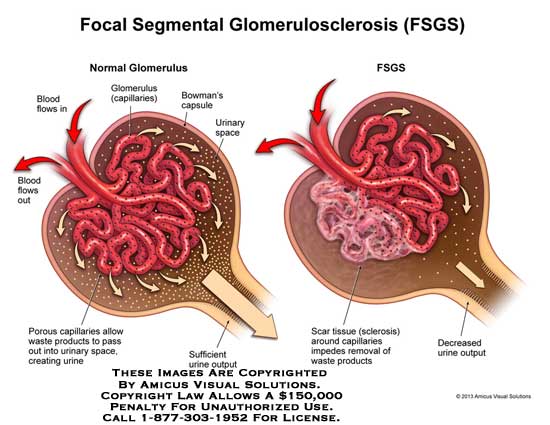 Focal Segmental Glomerulosclerosis (FSGS)
Normal Glomerulus
FSGS
Blood
flows in
Glomerulus
(capillaries)
Bowman's
capsule
Urinary
space
Blood
flows
out
Porous capillaries allow
waste products to pass
out into urinary space,
creating urine
Sufficient
urine output
Scar tissue (sclerosis)
around capillaries
impedes removal of
waste products
Decreased
urine output
These Images Are Copyrighted
By Amicus Visual Solutions.
Copyright Law Allows A $150,000
Penalty For Unauthorized Use.
Call 1-877-303-1952 For License.
© 2013 Amicus Visual Solutions